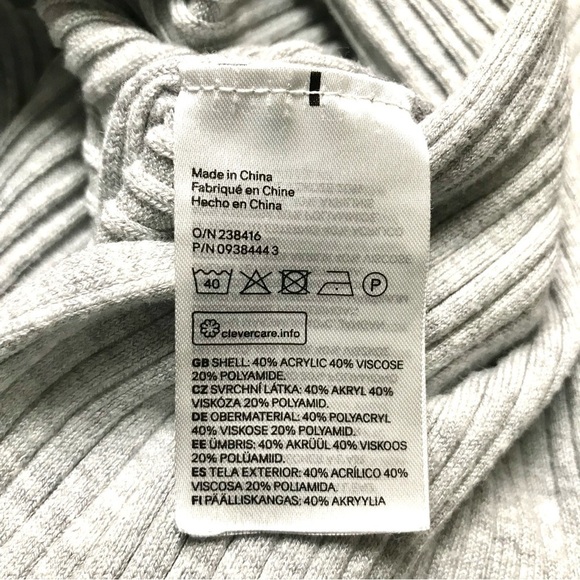 Made in China
Fabriqué en Chine
Hecho en China
O/N 238416
P/N 0938444 3
40 P
clevercare.info
GB SHELL: 40% ACRYLIC 40% VISCOSE
20% POLYAMIDE.
CZ SVRCHNÍ LÁTKA: 40% AKRYL 40%
VISKÓZA 20% POLYAMID.
DE OBERMATERIAL: 40% POLYACRYL
40% VISKOSE 20% POLYAMID.
EE ÜMBRIS: 40% AKRÜÜL 40% VISKOOS
20% POLÜAMIID.
ES TELA EXTERIOR: 40% ACRÍLICO 40%
VISCOSA 20% POLIAMIDA.
FI PÄÄLLISKANGAS: 40% AKRYYLIA